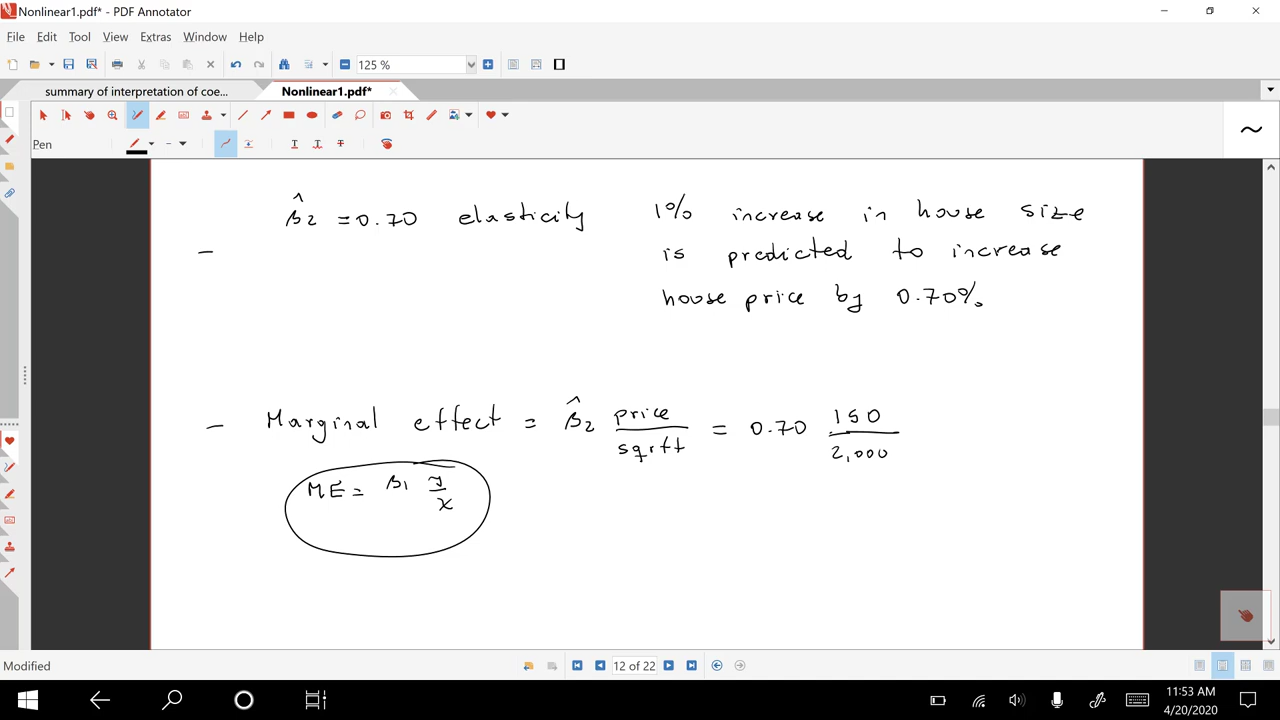 Nonlinear1.pdf* - PDF Annotator
File Edit Tool View Extras Window Help
125 %
summary of interpretation of coe... Nonlinear1.pdf*
Pen
β̂2 = 0.70 elasticity 1% increase in house size
– is predicted to increase
house price by 0.70%.
– Marginal effect = β̂2 price/sqrft = 0.70 150/2,000
ME = β1 y/x
12 of 22
Modified
11:53 AM
4/20/2020